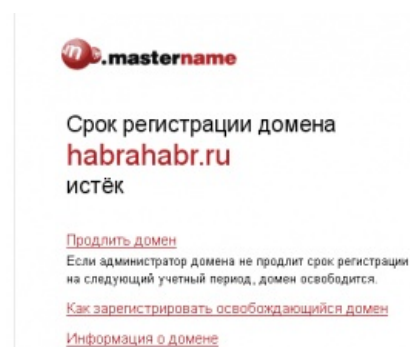 m.mastername
Срок регистрации домена
habrahabr.ru
истёк
Продлить домен
Если администратор домена не продлит срок регистрации
на следующий учетный период, домен освободится.
Как зарегистрировать освобождающийся домен
Информация о домене